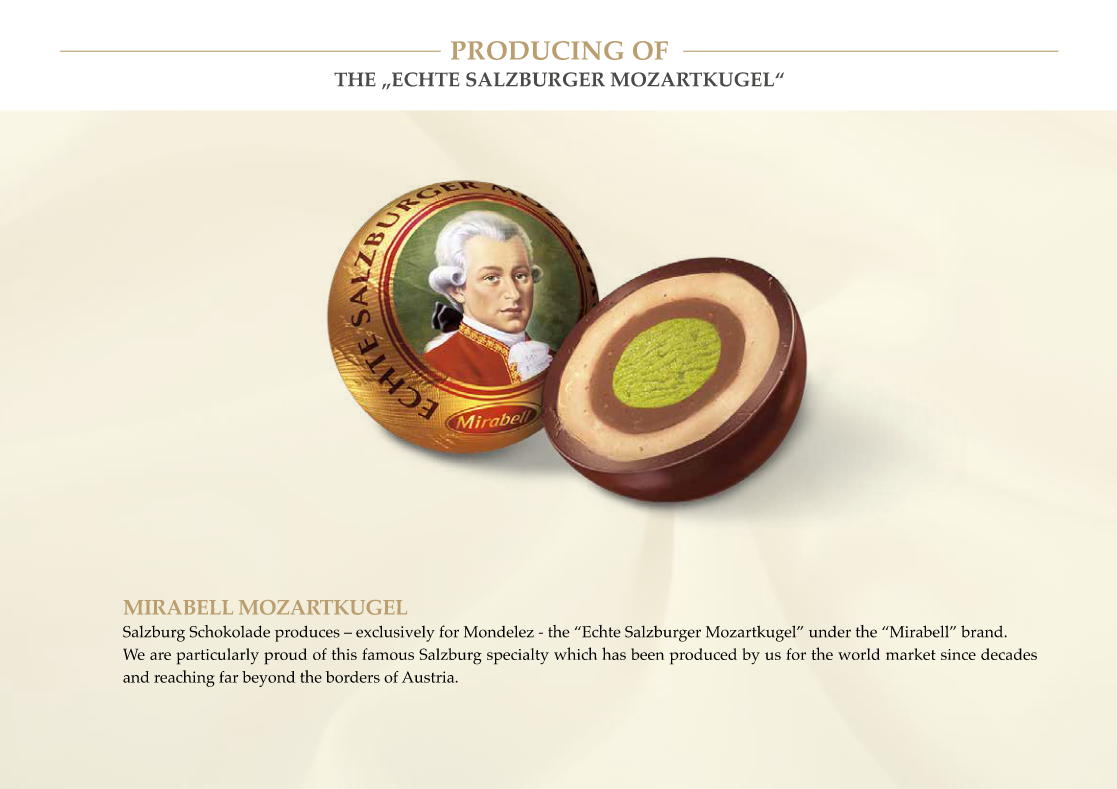 PRODUCING OF
THE „ECHTE SALZBURGER MOZARTKUGEL“
ECHTE SALZBURGER
Mirabell
MIRABELL MOZARTKUGEL
Salzburg Schokolade produces – exclusively for Mondelez - the “Echte Salzburger Mozartkugel” under the “Mirabell” brand.
We are particularly proud of this famous Salzburg specialty which has been produced by us for the world market since decades
and reaching far beyond the borders of Austria.